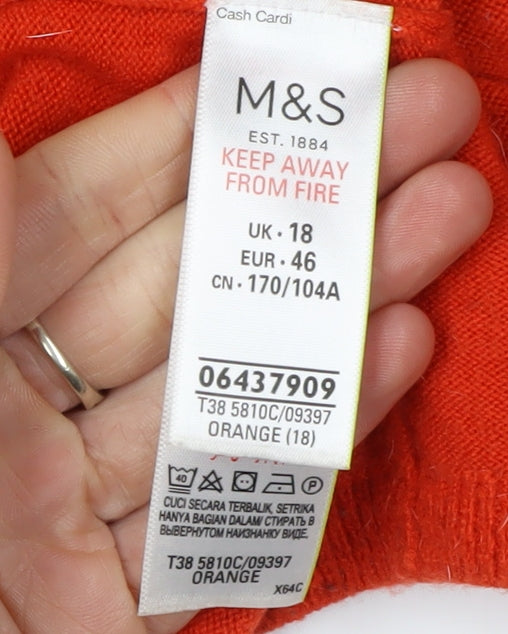 Cash Cardi
M&S
EST. 1884
KEEP AWAY
FROM FIRE
UK · 18
EUR · 46
CN · 170/104A
06437909
T38 5810C/09397
ORANGE (18)
40 P
CUCI SECARA TERBALIK, SETRIKA
HANYA BAGIAN DALAM/ СТИРАТЬ В
ВЫВЕРНУТОМ НАИЗНАНКУ ВИДЕ.
T38 5810C/09397
ORANGE
X64C